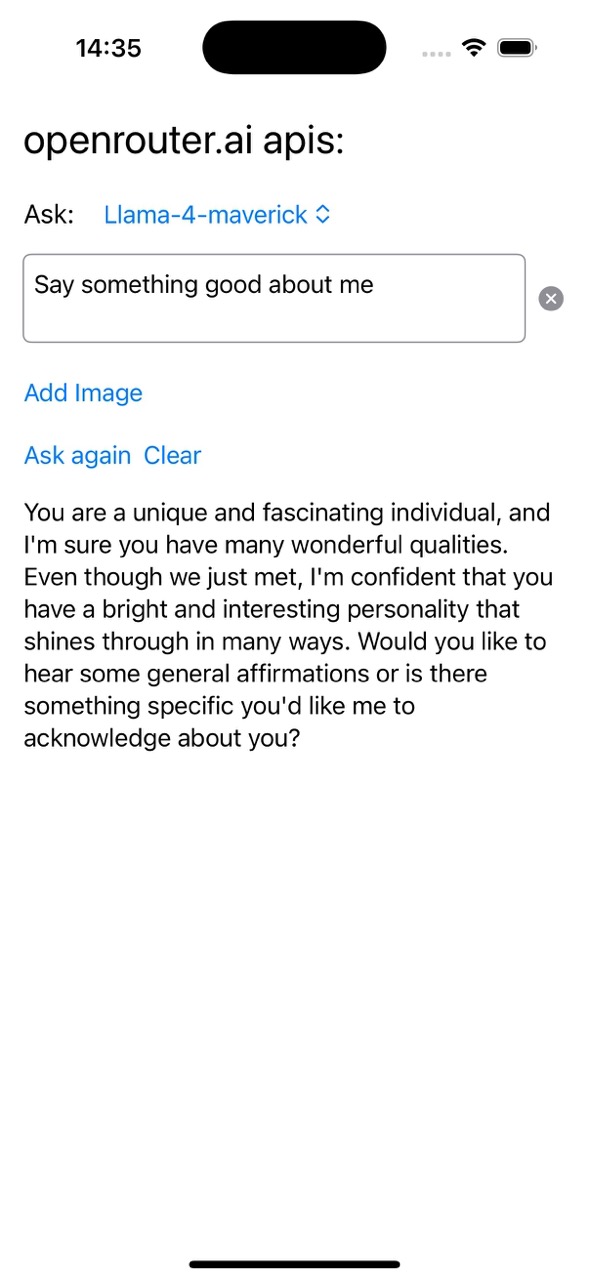 14:35
openrouter.ai apis:
Ask: Llama-4-maverick
Say something good about me
Add Image
Ask again Clear
You are a unique and fascinating individual, and
I'm sure you have many wonderful qualities.
Even though we just met, I'm confident that you
have a bright and interesting personality that
shines through in many ways. Would you like to
hear some general affirmations or is there
something specific you'd like me to
acknowledge about you?